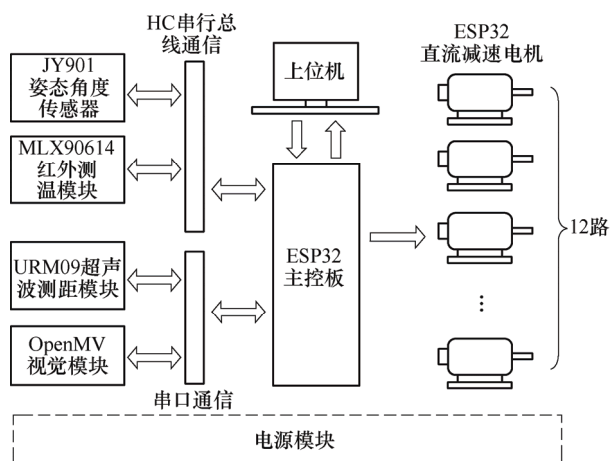 HC串行总
线通信
JY901
姿态角度
传感器
MLX90614
红外测
温模块
URM09超声
波测距模块
OpenMV
视觉模块
串口通信
上位机
ESP32
主控板
ESP32
直流减速电机
⋮
12路
电源模块